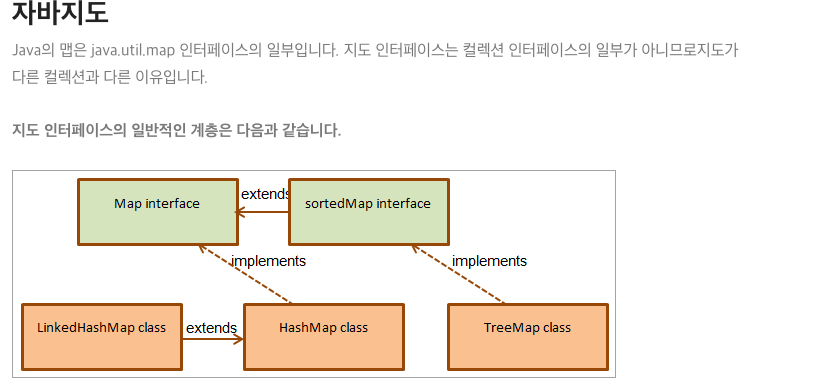 자바지도
Java의 맵은 java.util.map 인터페이스의 일부입니다. 지도 인터페이스는 컬렉션 인터페이스의 일부가 아니므로지도가
다른 컬렉션과 다른 이유입니다.
지도 인터페이스의 일반적인 계층은 다음과 같습니다.
Map interface
extends
sortedMap interface
implements
implements
LinkedHashMap class
extends
HashMap class
TreeMap class